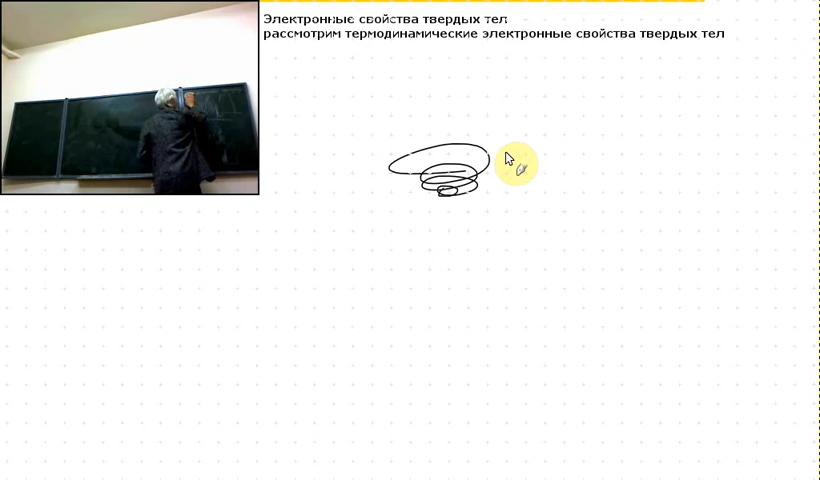 Электронные свойства твердых тел
рассмотрим термодинамические электронные свойства твердых тел